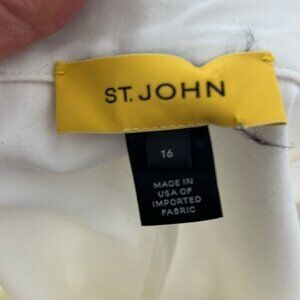 ST. JOHN
16
MADE IN
USA OF
IMPORTED
FABRIC